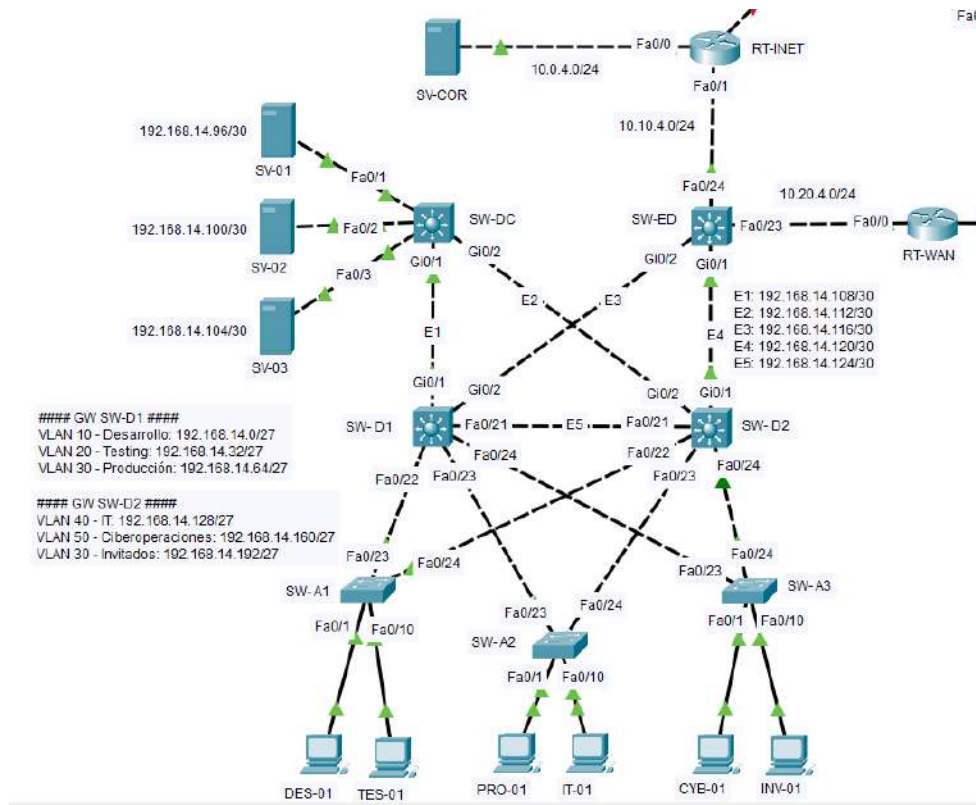 Fa0
Fa0/0
RT-INET
10.0.4.0/24
SV-COR
Fa0/1
10.10.4.0/24
192.168.14.96/30
SV-01
Fa0/1
Fa0/24
10.20.4.0/24
SW-DC
SW-ED
Fa0/23
Fa0/0
RT-WAN
192.168.14.100/30
Fa0/2
SV-02
Gi0/1
Gi0/2
Gi0/2
Gi0/1
Fa0/3
192.168.14.104/30
SV-03
E1
E2
E3
E4
E1: 192.168.14.108/30
E2: 192.168.14.112/30
E3: 192.168.14.116/30
E4: 192.168.14.120/30
E5: 192.168.14.124/30
Gi0/1
Gi0/2
Gi0/2
Gi0/1
SW-D1
Fa0/21
E5
Fa0/21
SW-D2
Fa0/24
Fa0/22
Fa0/22
Fa0/23
Fa0/23
Fa0/24
#### GW SW-D1 ####
VLAN 10 - Desarrollo: 192.168.14.0/27
VLAN 20 - Testing: 192.168.14.32/27
VLAN 30 - Producción: 192.168.14.64/27
#### GW SW-D2 ####
VLAN 40 - IT: 192.168.14.128/27
VLAN 50 - Ciberoperaciones: 192.168.14.160/27
VLAN 30 - Invitados: 192.168.14.192/27
Fa0/23
Fa0/24
SW-A1
Fa0/1
Fa0/10
Fa0/23
Fa0/24
SW-A2
Fa0/1
Fa0/10
Fa0/24
Fa0/23
SW-A3
Fa0/1
Fa0/10
DES-01
TES-01
PRO-01
IT-01
CYB-01
INV-01